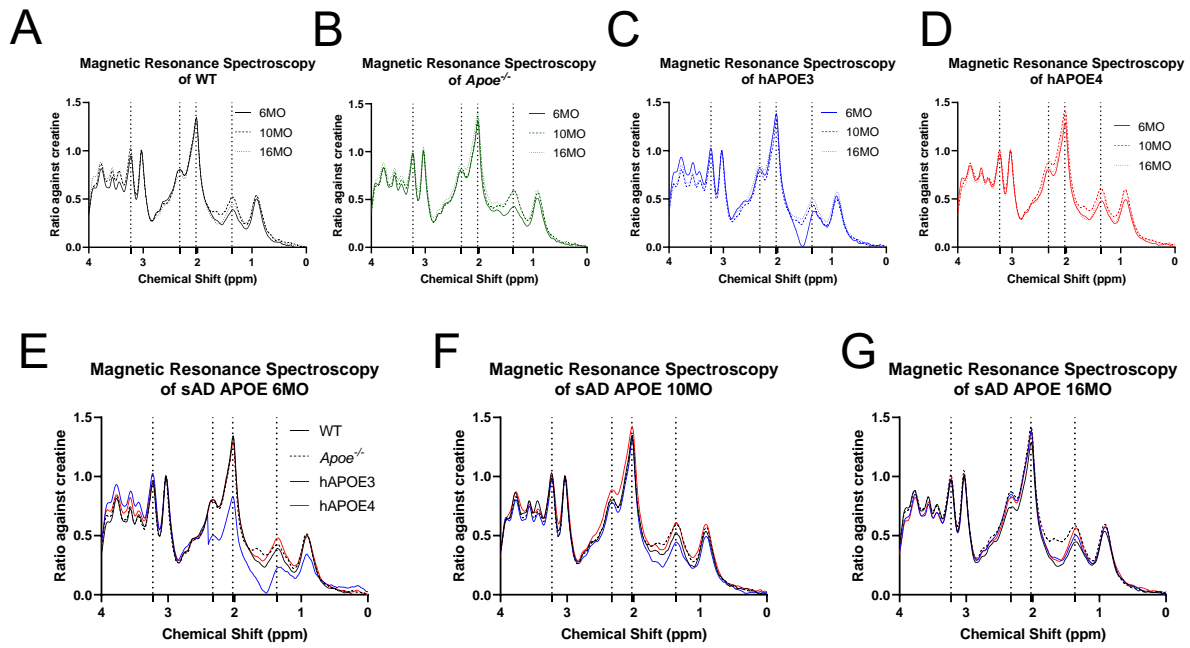 A
Magnetic Resonance Spectroscopy
of WT
1.5
1.0
0.5
0.0
Ratio against creatine
4 3 2 1 0
Chemical Shift (ppm)
6MO
10MO
16MO
B
Magnetic Resonance Spectroscopy
of Apoe-/-
1.5
1.0
0.5
0.0
Ratio against creatine
4 3 2 1 0
Chemical Shift (ppm)
6MO
10MO
16MO
C
Magnetic Resonance Spectroscopy
of hAPOE3
1.5
1.0
0.5
0.0
Ratio against creatine
4 3 2 1 0
Chemical Shift (ppm)
6MO
10MO
16MO
D
Magnetic Resonance Spectroscopy
of hAPOE4
1.5
1.0
0.5
0.0
Ratio against creatine
4 3 2 1 0
Chemical Shift (ppm)
6MO
10MO
16MO
E
Magnetic Resonance Spectroscopy
of sAD APOE 6MO
1.5
1.0
0.5
0.0
Ratio against creatine
4 3 2 1 0
Chemical Shift (ppm)
WT
Apoe-/-
hAPOE3
hAPOE4
F
Magnetic Resonance Spectroscopy
of sAD APOE 10MO
1.5
1.0
0.5
0.0
Ratio against creatine
4 3 2 1 0
Chemical Shift (ppm)
G
Magnetic Resonance Spectroscopy
of sAD APOE 16MO
1.5
1.0
0.5
0.0
Ratio against creatine
4 3 2 1 0
Chemical Shift (ppm)